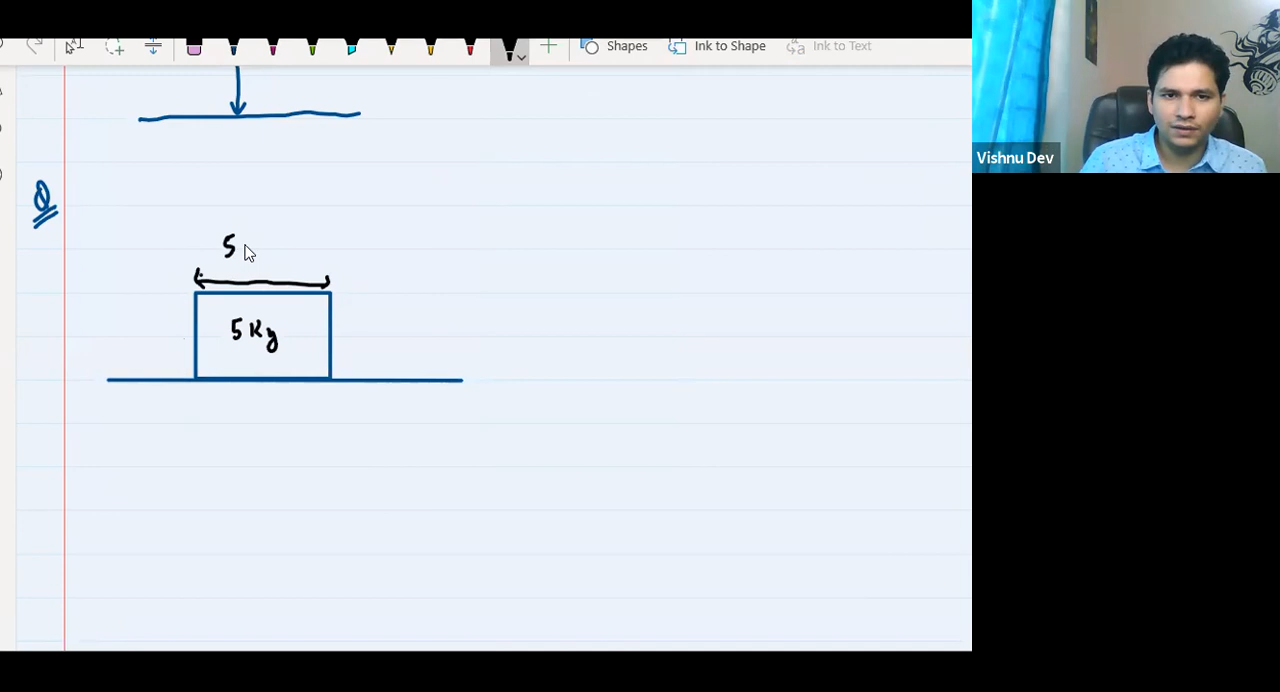 Shapes
Ink to Shape
Ink to Text
Vishnu Dev
Q
5
5 Kg